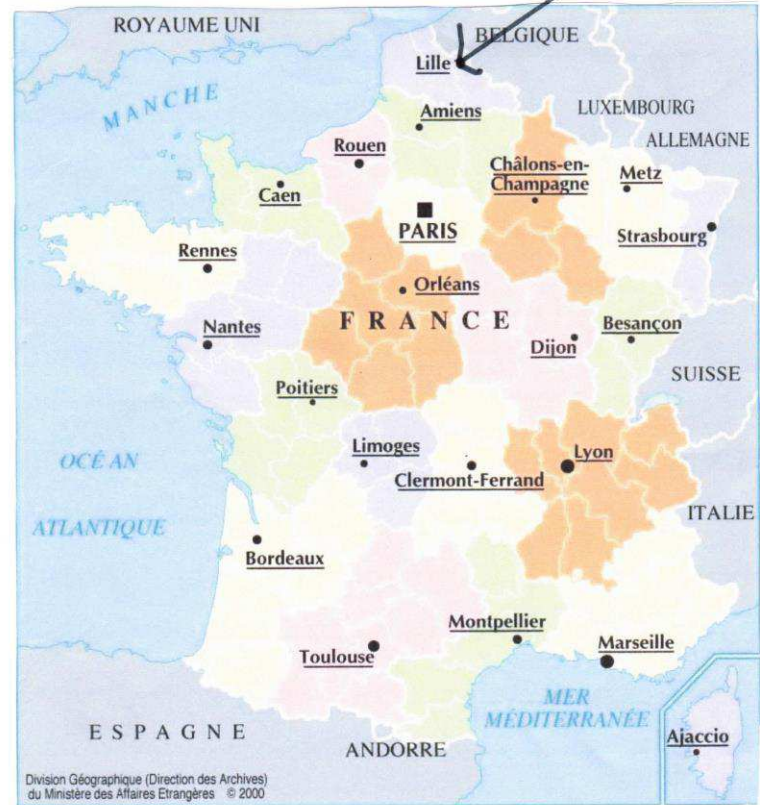 ROYAUME UNI
BELGIQUE
Lille
MANCHE
Amiens
LUXEMBOURG
ALLEMAGNE
Rouen
Châlons-en-
Champagne
Metz
Caen
PARIS
Strasbourg
Rennes
Orléans
FRANCE
Nantes
Besançon
Dijon
Poitiers
SUISSE
Limoges
Lyon
OCÉAN
Clermont-Ferrand
ATLANTIQUE
ITALIE
Bordeaux
Montpellier
Marseille
Toulouse
MER
MÉDITERRANÉE
ESPAGNE
Ajaccio
ANDORRE
Division Géographique (Direction des Archives)
du Ministère des Affaires Etrangères © 2000